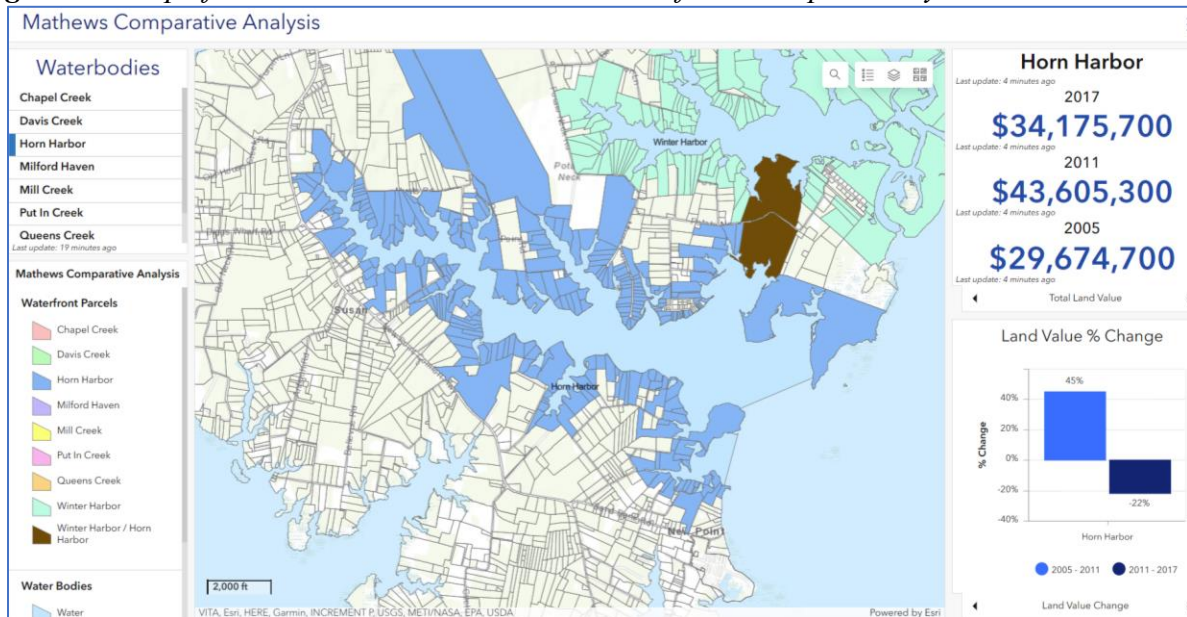 Mathews Comparative Analysis
Waterbodies
Chapel Creek
Davis Creek
Horn Harbor
Milford Haven
Mill Creek
Put In Creek
Queens Creek
Last update: 19 minutes ago
Mathews Comparative Analysis
Waterfront Parcels
Chapel Creek
Davis Creek
Horn Harbor
Milford Haven
Mill Creek
Put In Creek
Queens Creek
Winter Harbor
Winter Harbor / Horn
Harbor
Water Bodies
Water
Winter Harbor
Neck
Susan
Horn Harbor
New Point
2,000 ft
VITA, Esri, HERE, Garmin, INCREMENT P, USGS, METI/NASA, EPA, USDA
Powered by Esri
Horn Harbor
Last update: 4 minutes ago
2017
$34,175,700
Last update: 4 minutes ago
2011
$43,605,300
Last update: 4 minutes ago
2005
$29,674,700
Last update: 4 minutes ago
Total Land Value
Land Value % Change
% Change
45%
40%
20%
0%
-20%
-22%
-40%
Horn Harbor
2005 - 2011
2011 - 2017
Land Value Change